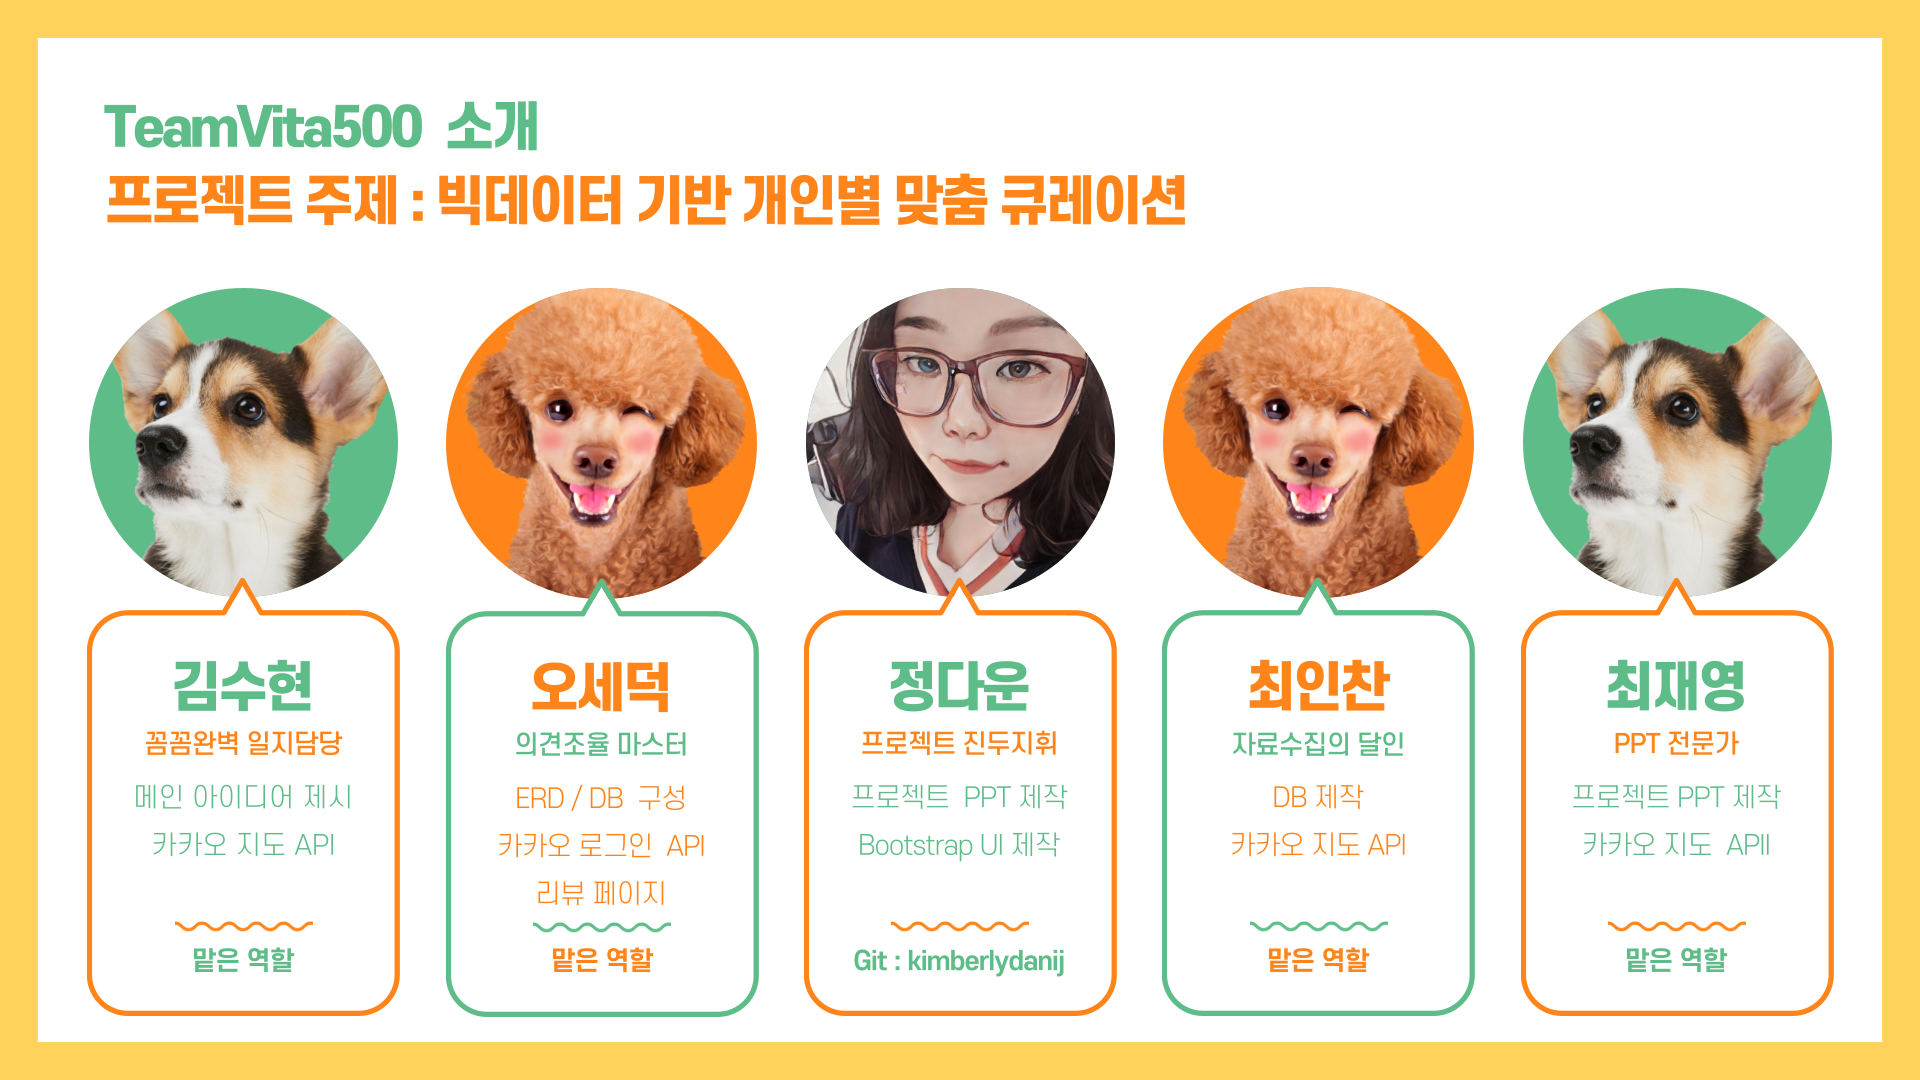 TeamVita500 소개
프로젝트 주제 : 빅데이터 기반 개인별 맞춤 큐레이션
김수현
꼼꼼완벽 일지담당
메인 아이디어 제시
카카오 지도 API
맡은 역할
오세덕
의견조율 마스터
ERD / DB 구성
카카오 로그인 API
리뷰 페이지
맡은 역할
정다운
프로젝트 진두지휘
프로젝트 PPT 제작
Bootstrap UI 제작
Git : kimberlydanij
최인찬
자료수집의 달인
DB 제작
카카오 지도 API
맡은 역할
최재영
PPT 전문가
프로젝트 PPT 제작
카카오 지도 APII
맡은 역할